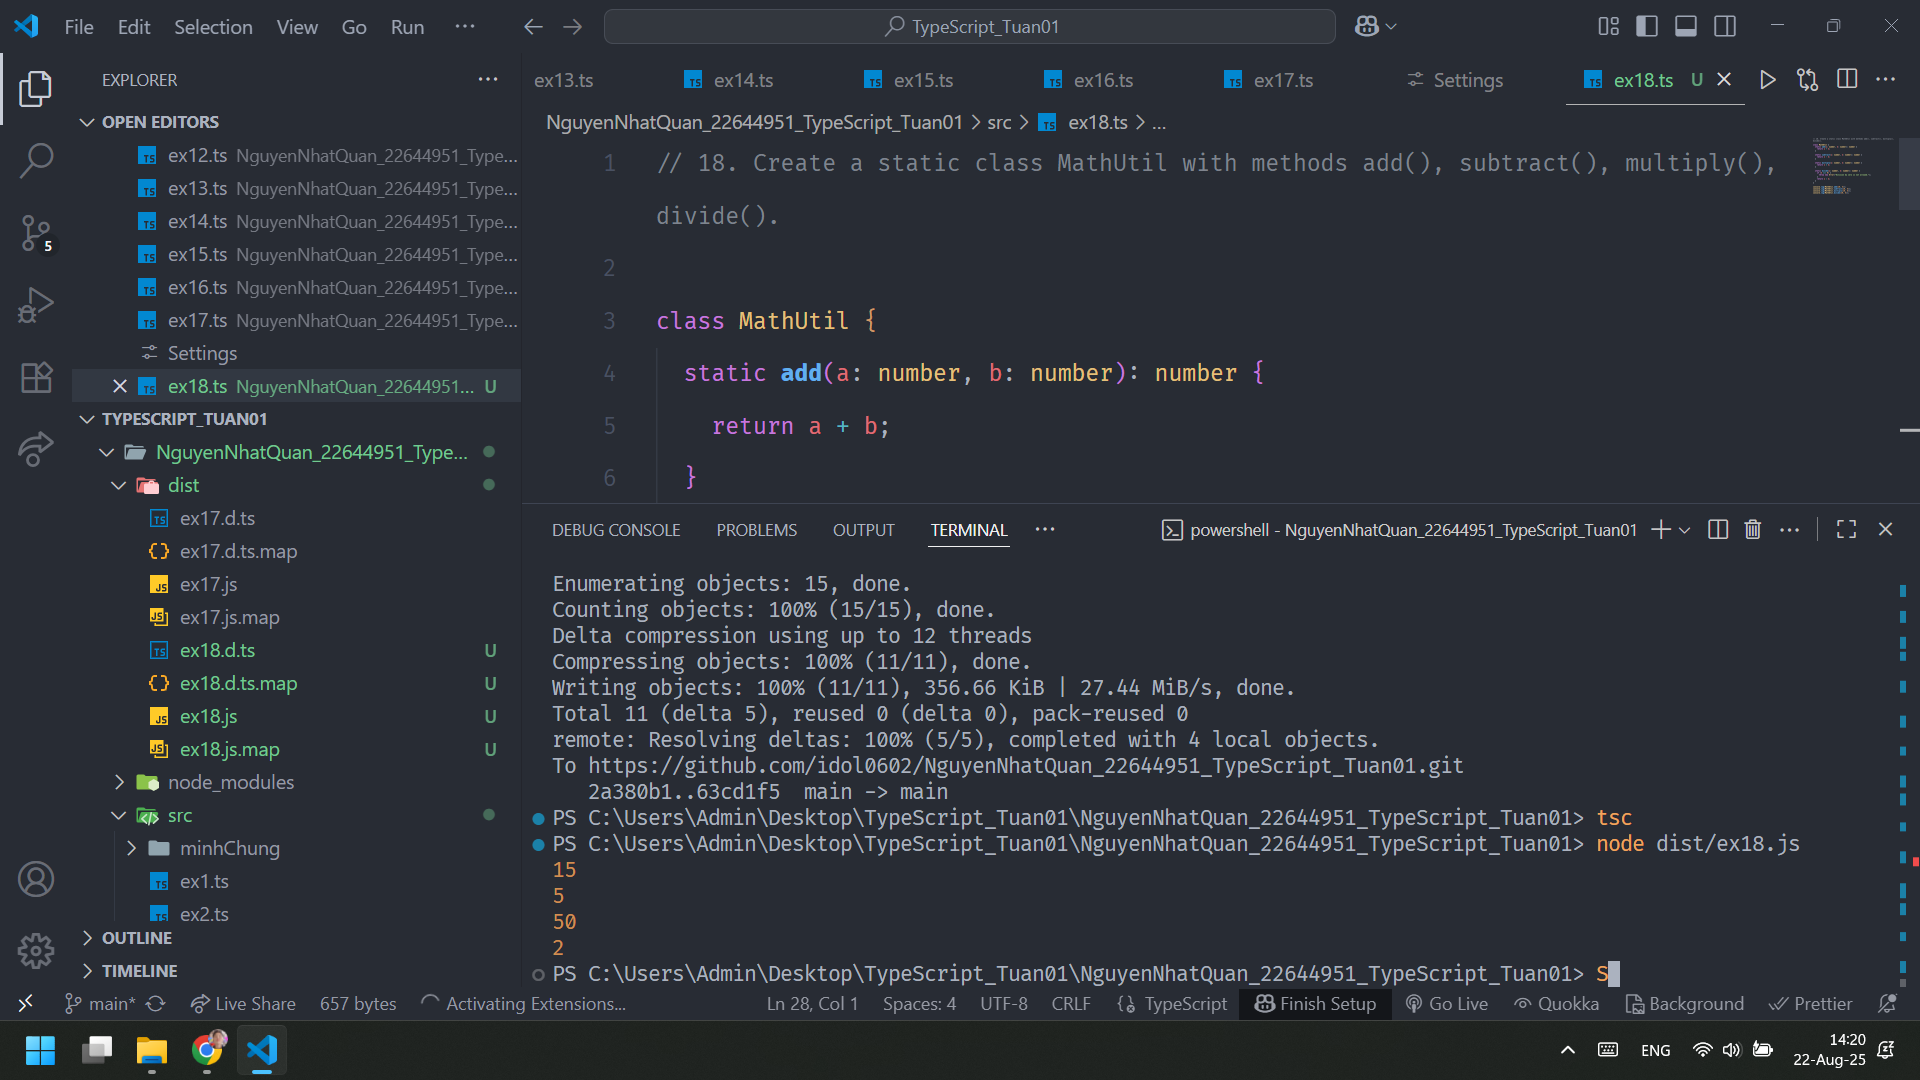 File Edit Selection View Go Run ···
TypeScript_Tuan01
EXPLORER
OPEN EDITORS
ex12.ts NguyenNhatQuan_22644951_Type...
ex13.ts NguyenNhatQuan_22644951_Type...
ex14.ts NguyenNhatQuan_22644951_Type...
ex15.ts NguyenNhatQuan_22644951_Type...
ex16.ts NguyenNhatQuan_22644951_Type...
ex17.ts NguyenNhatQuan_22644951_Type...
Settings
ex18.ts NguyenNhatQuan_22644951... U
TYPESCRIPT_TUAN01
NguyenNhatQuan_22644951_Type...
dist
ex17.d.ts
ex17.d.ts.map
ex17.js
ex17.js.map
ex18.d.ts U
ex18.d.ts.map U
ex18.js U
ex18.js.map U
node_modules
src
minhChung
ex1.ts
ex2.ts
OUTLINE
TIMELINE
5
ex13.ts ex14.ts ex15.ts ex16.ts ex17.ts Settings ex18.ts U
NguyenNhatQuan_22644951_TypeScript_Tuan01 > src > ex18.ts > ...
1 // 18. Create a static class MathUtil with methods add(), subtract(), multiply(),
divide().
2
3 class MathUtil {
4 static add(a: number, b: number): number {
5 return a + b;
6 }
DEBUG CONSOLE PROBLEMS OUTPUT TERMINAL ··· powershell - NguyenNhatQuan_22644951_TypeScript_Tuan01
Enumerating objects: 15, done.
Counting objects: 100% (15/15), done.
Delta compression using up to 12 threads
Compressing objects: 100% (11/11), done.
Writing objects: 100% (11/11), 356.66 KiB | 27.44 MiB/s, done.
Total 11 (delta 5), reused 0 (delta 0), pack-reused 0
remote: Resolving deltas: 100% (5/5), completed with 4 local objects.
To https://github.com/idol0602/NguyenNhatQuan_22644951_TypeScript_Tuan01.git
2a380b1..63cd1f5 main -> main
PS C:\Users\Admin\Desktop\TypeScript_Tuan01\NguyenNhatQuan_22644951_TypeScript_Tuan01> tsc
PS C:\Users\Admin\Desktop\TypeScript_Tuan01\NguyenNhatQuan_22644951_TypeScript_Tuan01> node dist/ex18.js
15
5
50
2
PS C:\Users\Admin\Desktop\TypeScript_Tuan01\NguyenNhatQuan_22644951_TypeScript_Tuan01> S
main* Live Share 657 bytes Activating Extensions... Ln 28, Col 1 Spaces: 4 UTF-8 CRLF {} TypeScript Finish Setup Go Live Quokka Background Prettier
ENG
14:20
22-Aug-25